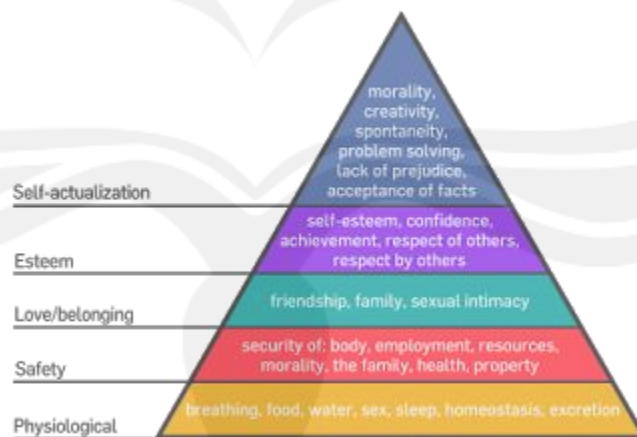 morality,
creativity,
spontaneity,
problem solving,
lack of prejudice,
acceptance of facts
Self-actualization
self-esteem, confidence,
achievement, respect of others,
respect by others
Esteem
friendship, family, sexual intimacy
Love/belonging
security of: body, employment, resources,
morality, the family, health, property
Safety
breathing, food, water, sex, sleep, homeostasis, excretion
Physiological